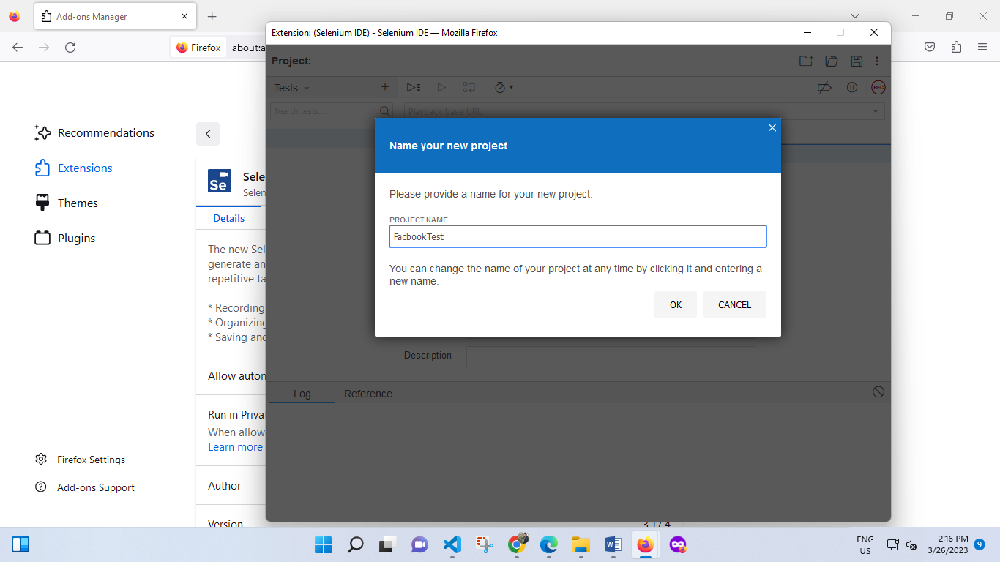 Add-ons Manager
Extension: (Selenium IDE) - Selenium IDE — Mozilla Firefox
Firefox
about:a
Project:
Tests
REC
Search tests...
Playback base URL
Recommendations
Extensions
Themes
Plugins
Se
Sele
Selen
Details
The new Sel
generate an
repetitive ta
* Recording
* Organizing
* Saving and
Allow auton
Run in Priva
When allow
Learn more
Author
Version
3.17.4
Name your new project
Please provide a name for your new project.
PROJECT NAME
FacbookTest
You can change the name of your project at any time by clicking it and entering a
new name.
OK
CANCEL
Description
Log
Reference
Firefox Settings
Add-ons Support
ENG
US
2:16 PM
3/26/2023
9